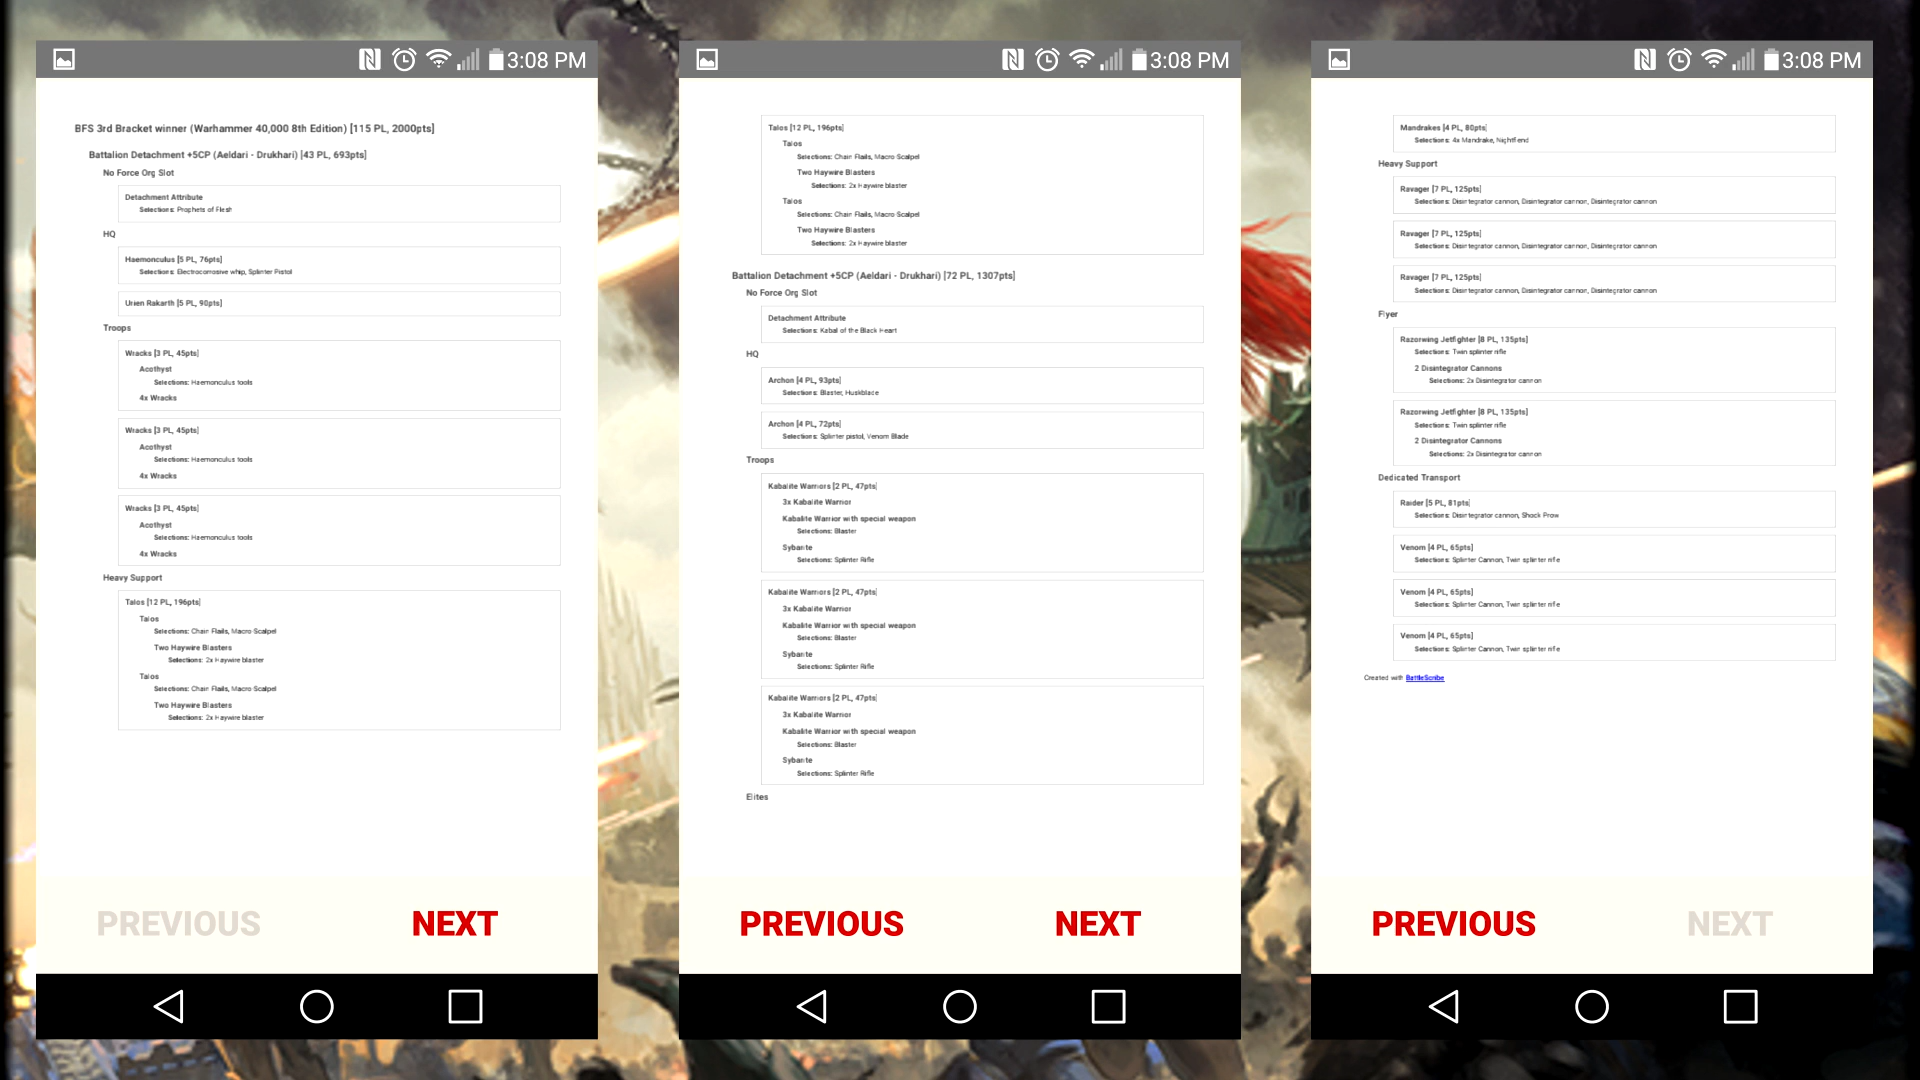 3:08 PM
BFS 3rd Bracket winner (Warhammer 40,000 8th Edition) [115 PL, 2000pts]
Battalion Detachment +5CP (Aeldari - Drukhari) [43 PL, 693pts]
No Force Org Slot
Detachment Attribute
Selections: Prophets of Flesh
HQ
Haemonculus [5 PL, 76pts]
Selections: Electrocorrosive whip, Splinter Pistol
Urien Rakarth [5 PL, 90pts]
Troops
Wracks [3 PL, 45pts]
Acothyst
Selections: Haemonculus tools
4x Wracks
Wracks [3 PL, 45pts]
Acothyst
Selections: Haemonculus tools
4x Wracks
Wracks [3 PL, 45pts]
Acothyst
Selections: Haemonculus tools
4x Wracks
Heavy Support
Talos [12 PL, 196pts]
Talos
Selections: Chain Flails, Macro-Scalpel
Two Haywire Blasters
Selections: 2x Haywire blaster
Talos
Selections: Chain Flails, Macro-Scalpel
Two Haywire Blasters
Selections: 2x Haywire blaster
PREVIOUS NEXT
3:08 PM
Talos [12 PL, 196pts]
Talos
Selections: Chain Flails, Macro-Scalpel
Two Haywire Blasters
Selections: 2x Haywire blaster
Talos
Selections: Chain Flails, Macro-Scalpel
Two Haywire Blasters
Selections: 2x Haywire blaster
Battalion Detachment +5CP (Aeldari - Drukhari) [72 PL, 1307pts]
No Force Org Slot
Detachment Attribute
Selections: Kabal of the Black Heart
HQ
Archon [4 PL, 93pts]
Selections: Blaster, Huskblade
Archon [4 PL, 72pts]
Selections: Splinter pistol, Venom Blade
Troops
Kabalite Warriors [2 PL, 47pts]
3x Kabalite Warrior
Kabalite Warrior with special weapon
Selections: Blaster
Sybarite
Selections: Splinter Rifle
Kabalite Warriors [2 PL, 47pts]
3x Kabalite Warrior
Kabalite Warrior with special weapon
Selections: Blaster
Sybarite
Selections: Splinter Rifle
Kabalite Warriors [2 PL, 47pts]
3x Kabalite Warrior
Kabalite Warrior with special weapon
Selections: Blaster
Sybarite
Selections: Splinter Rifle
Elites
PREVIOUS NEXT
3:08 PM
Mandrakes [4 PL, 80pts]
Selections: 4x Mandrake, Nightfiend
Heavy Support
Ravager [7 PL, 125pts]
Selections: Disintegrator cannon, Disintegrator cannon, Disintegrator cannon
Ravager [7 PL, 125pts]
Selections: Disintegrator cannon, Disintegrator cannon, Disintegrator cannon
Ravager [7 PL, 125pts]
Selections: Disintegrator cannon, Disintegrator cannon, Disintegrator cannon
Flyer
Razorwing Jetfighter [8 PL, 135pts]
Selections: Twin splinter rifle
2 Disintegrator Cannons
Selections: 2x Disintegrator cannon
Razorwing Jetfighter [8 PL, 135pts]
Selections: Twin splinter rifle
2 Disintegrator Cannons
Selections: 2x Disintegrator cannon
Dedicated Transport
Raider [5 PL, 81pts]
Selections: Disintegrator cannon, Shock Prow
Venom [4 PL, 65pts]
Selections: Splinter Cannon, Twin splinter rifle
Venom [4 PL, 65pts]
Selections: Splinter Cannon, Twin splinter rifle
Venom [4 PL, 65pts]
Selections: Splinter Cannon, Twin splinter rifle
Created with BattleScribe
PREVIOUS NEXT